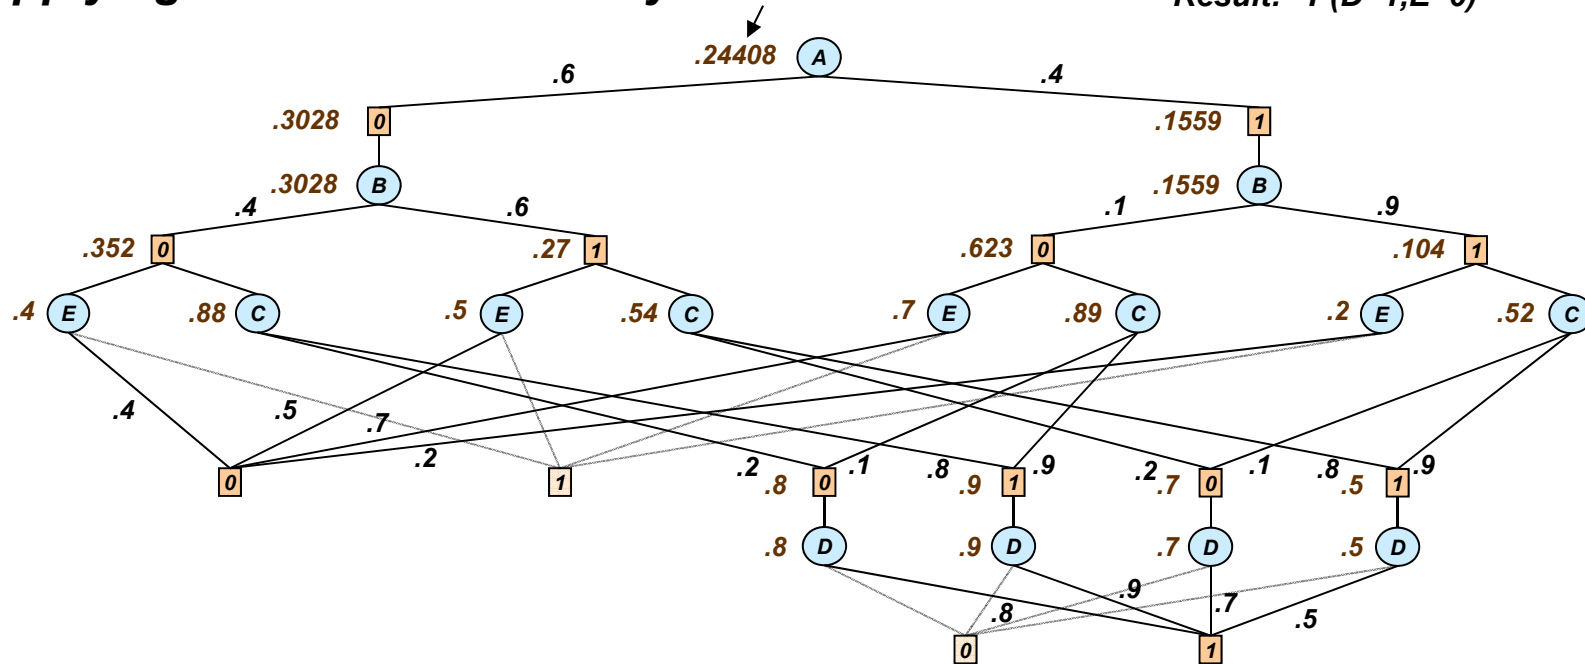 .24408 A
.6 .4
.3028 0 .1559 1
.3028 B .1559 B
.4 .6 .1 .9
.352 0 .27 1 .623 0 .104 1
.4 E .88 C .5 E .54 C .7 E .89 C .2 E .52 C
.4 .5 .7
.2 .2 .1 .8 .9 .2 .1 .8 .9
0 1 .8 0 .9 1 .7 0 .5 1
.8 D .9 D .7 D .5 D
.8 .9 .7 .5
0 1